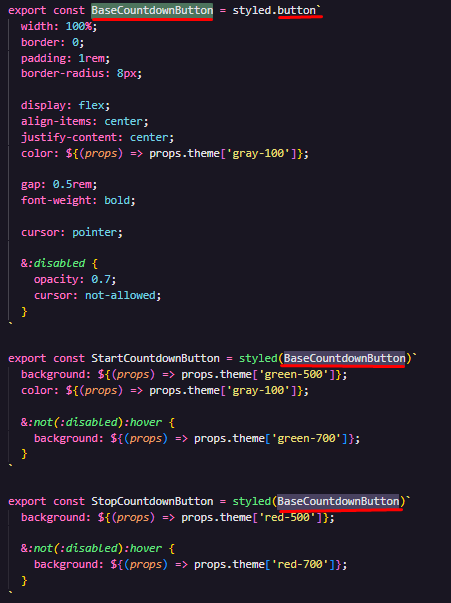 export const BaseCountdownButton = styled.button`
width: 100%;
border: 0;
padding: 1rem;
border-radius: 8px;
display: flex;
align-items: center;
justify-content: center;
color: ${(props) => props.theme['gray-100']};
gap: 0.5rem;
font-weight: bold;
cursor: pointer;
&:disabled {
opacity: 0.7;
cursor: not-allowed;
}
`
export const StartCountdownButton = styled(BaseCountdownButton)`
background: ${(props) => props.theme['green-500']};
color: ${(props) => props.theme['gray-100']};
&:not(:disabled):hover {
background: ${(props) => props.theme['green-700']};
}
`
export const StopCountdownButton = styled(BaseCountdownButton)`
background: ${(props) => props.theme['red-500']};
&:not(:disabled):hover {
background: ${(props) => props.theme['red-700']};
}
`